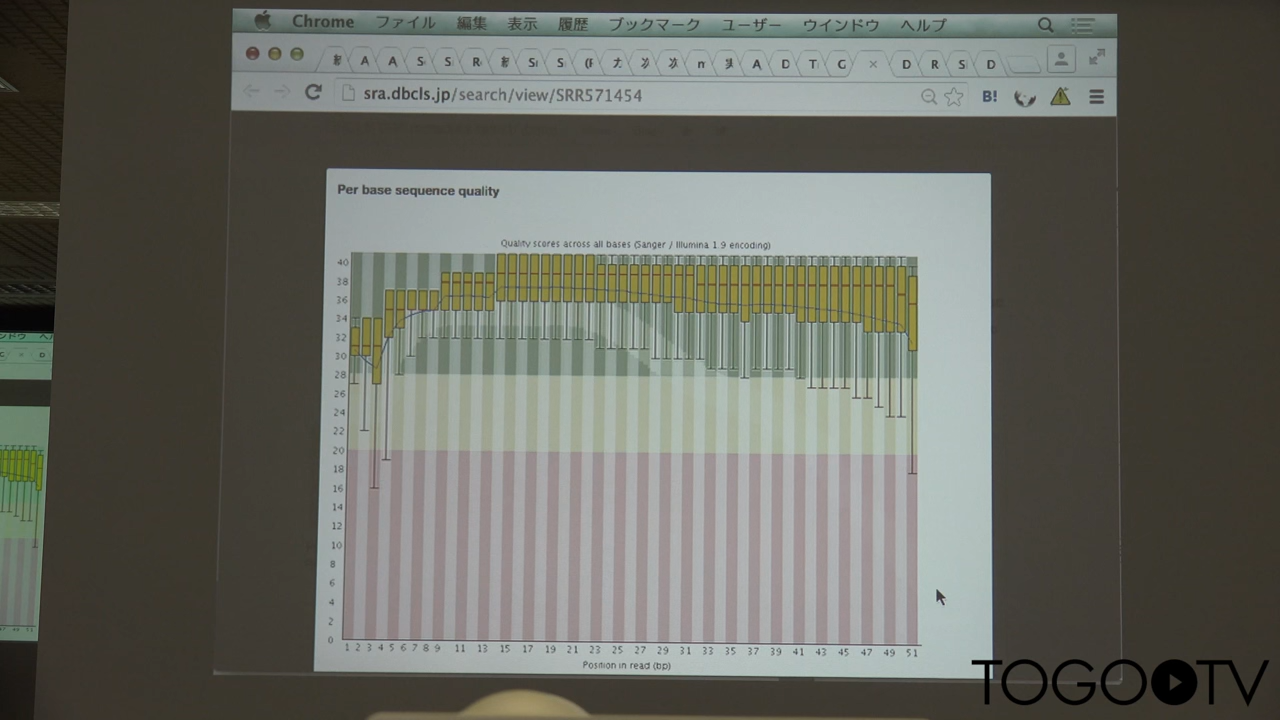 Chrome ファイル 編集 表示 履歴 ブックマーク ユーザー ウインドウ ヘルプ
A A S S R S S A D T C × D R S D
sra.dbcls.jp/search/view/SRR571454 B!
Per base sequence quality
Quality scores across all bases (Sanger / Illumina 1.9 encoding)
40
38
36
34
32
30
28
26
24
22
20
18
16
14
12
10
8
6
4
2
0
1 2 3 4 5 6 7 8 9 11 13 15 17 19 21 23 25 27 29 31 33 35 37 39 41 43 45 47 49 51
Position in read (bp)
TOGOTV